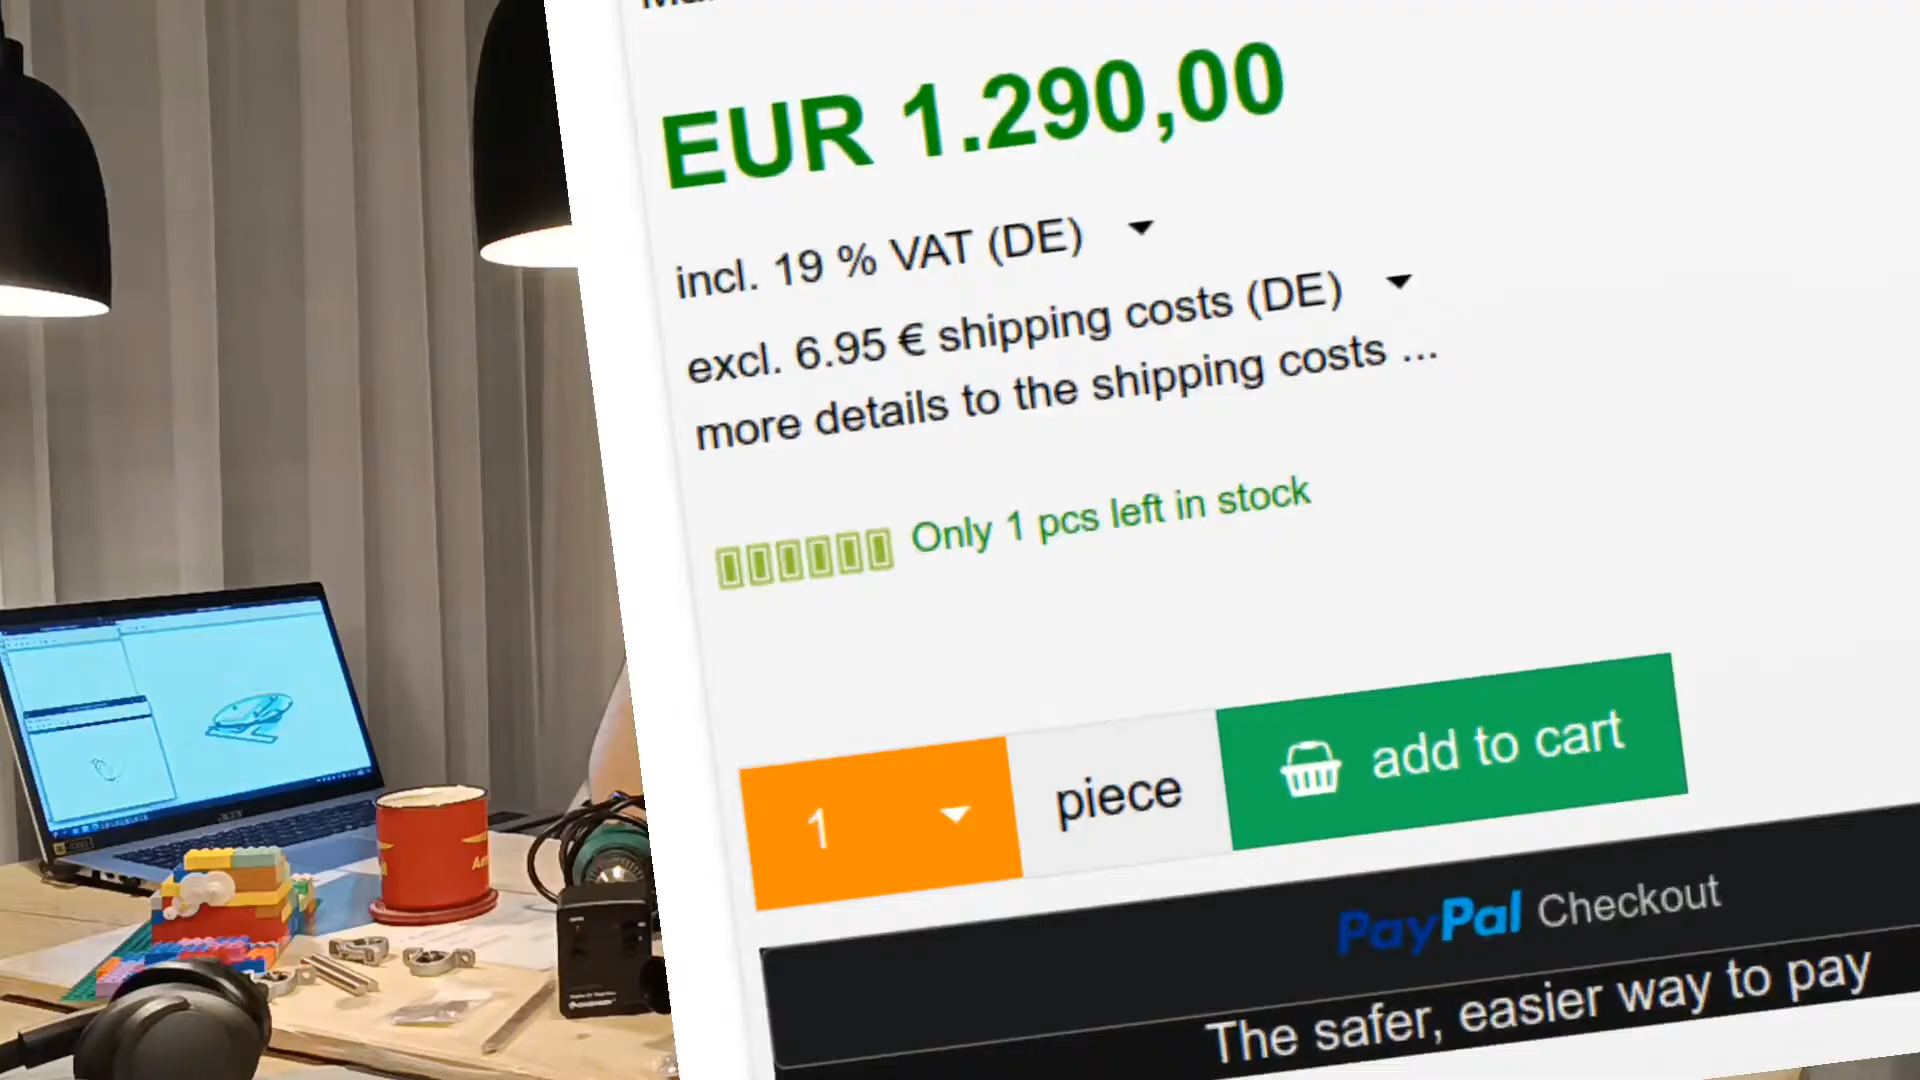 EUR 1.290,00
incl. 19 % VAT (DE)
excl. 6.95 € shipping costs (DE)
more details to the shipping costs ...
Only 1 pcs left in stock
1
piece
add to cart
PayPal Checkout
The safer, easier way to pay
acer